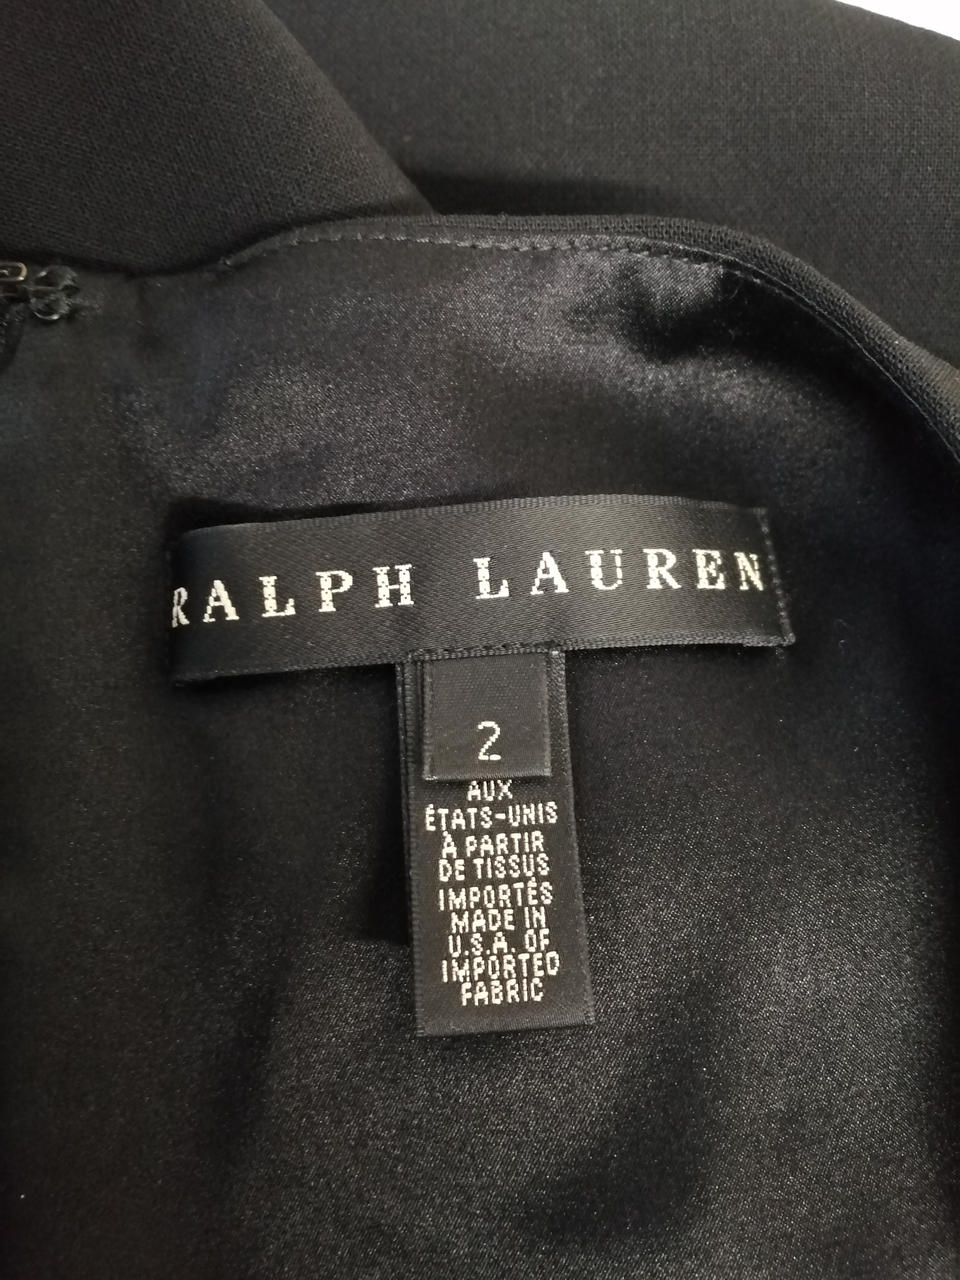 RALPH LAUREN
2
AUX
ÉTATS-UNIS
À PARTIR
DE TISSUS
IMPORTÉS
MADE IN
U.S.A. OF
IMPORTED
FABRIC